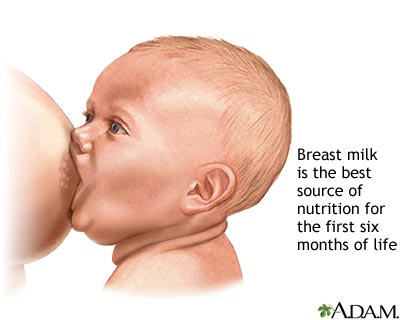 Breast milk
is the best
source of
nutrition for
the first six
months of life
A.D.A.M.